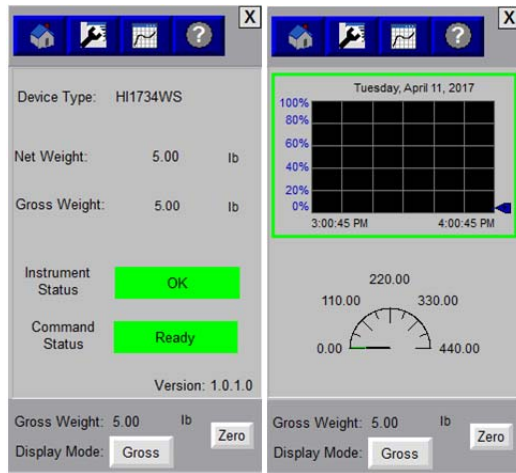 X
?
Device Type: HI1734WS
Net Weight: 5.00 lb
Gross Weight: 5.00 lb
Instrument Status OK
Command Status Ready
Version: 1.0.1.0
Gross Weight: 5.00 lb
Display Mode: Gross Zero
X
?
Tuesday, April 11, 2017
100%
80%
60%
40%
20%
0%
3:00:45 PM 4:00:45 PM
220.00
110.00 330.00
0.00 440.00
Gross Weight: 5.00 lb
Display Mode: Gross Zero